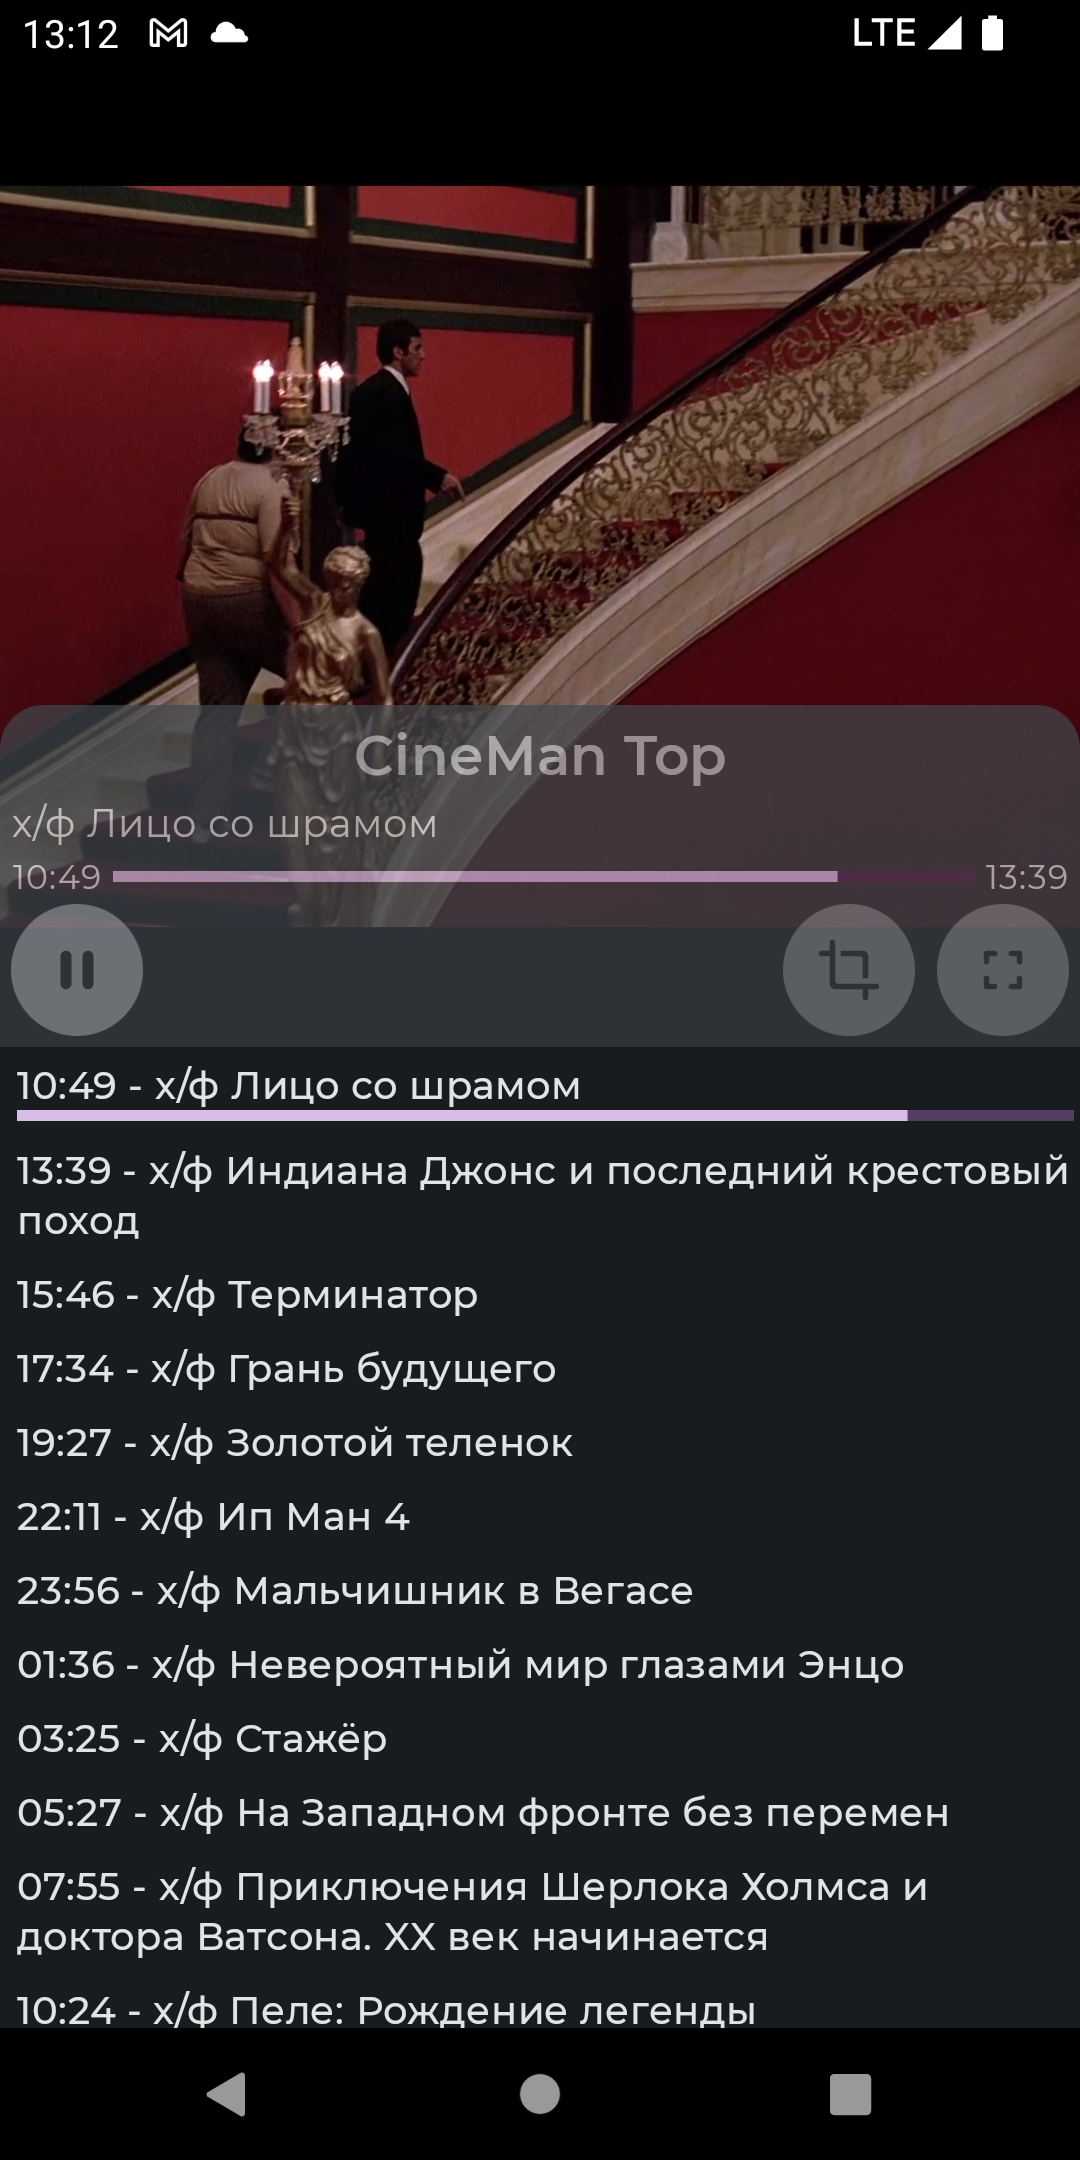 13:12 LTE
CineMan Top
х/ф Лицо со шрамом
10:49 13:39
10:49 - х/ф Лицо со шрамом
13:39 - х/ф Индиана Джонс и последний крестовый
поход
15:46 - х/ф Терминатор
17:34 - х/ф Грань будущего
19:27 - х/ф Золотой теленок
22:11 - х/ф Ип Ман 4
23:56 - х/ф Мальчишник в Вегасе
01:36 - х/ф Невероятный мир глазами Энцо
03:25 - х/ф Стажёр
05:27 - х/ф На Западном фронте без перемен
07:55 - х/ф Приключения Шерлока Холмса и
доктора Ватсона. XX век начинается
10:24 - х/ф Пеле: Рождение легенды